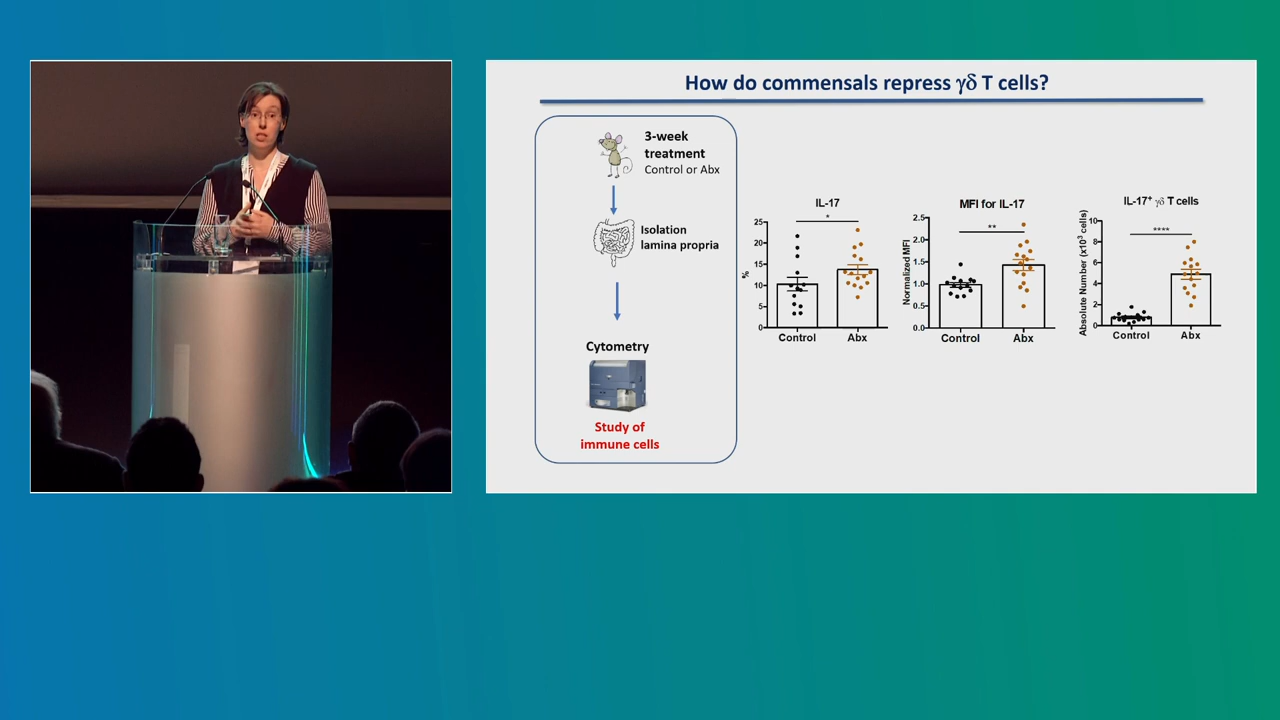 How do commensals repress γδ T cells?
3-week
treatment
Control or Abx
Isolation
lamina propria
Cytometry
Study of
immune cells
IL-17
*
25
20
15
10
5
0
%
Control
Abx
MFI for IL-17
**
2.5
2.0
1.5
1.0
0.5
0.0
Normalized MFI
Control
Abx
IL-17⁺ γδ T cells
****
10
8
6
4
2
0
Absolute Number (x10³ cells)
Control
Abx